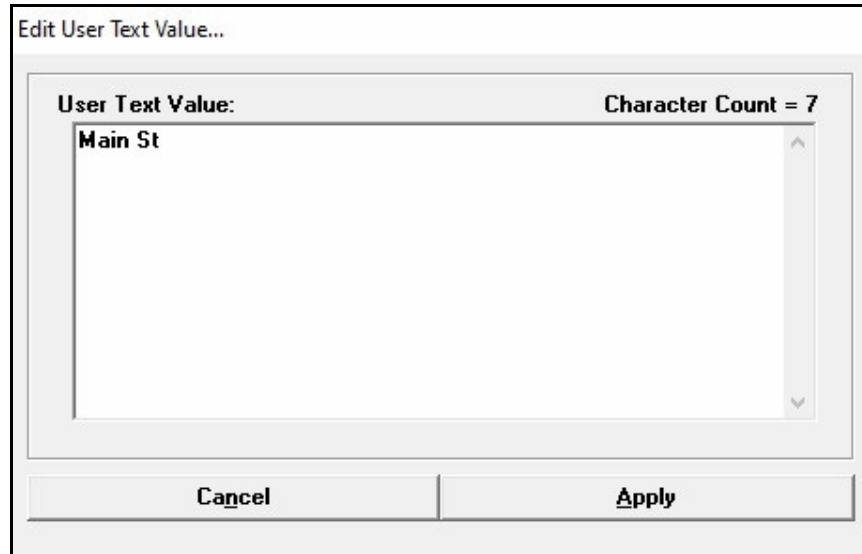 Edit User Text Value...
User Text Value: Character Count = 7
Main St
Cancel Apply